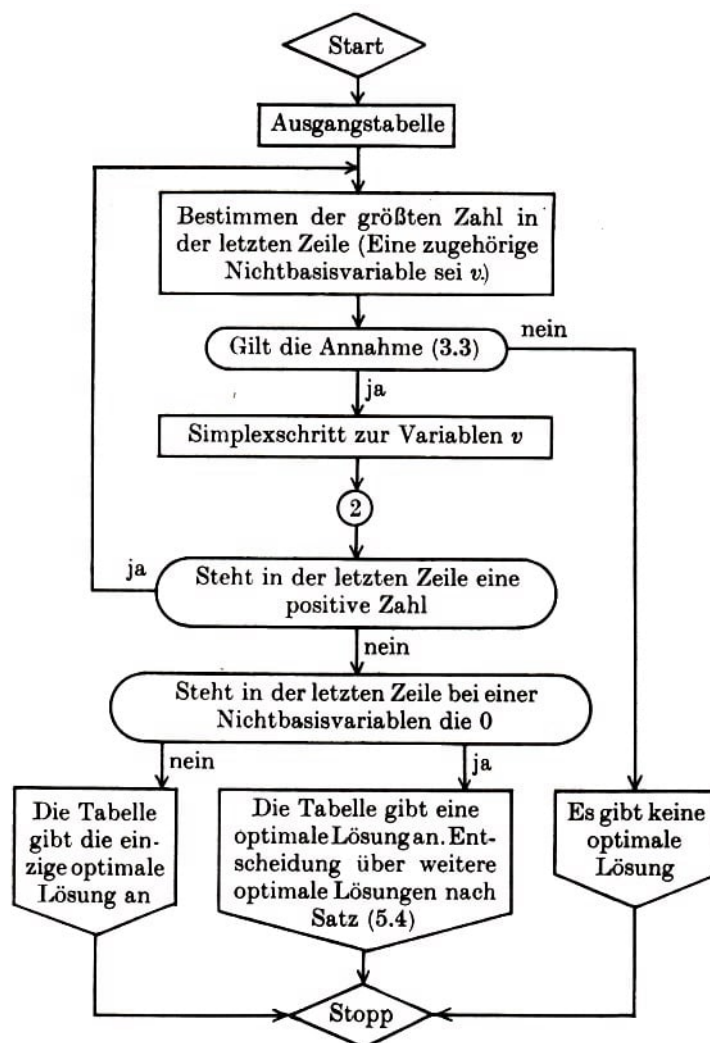 Start
Ausgangstabelle
Bestimmen der größten Zahl in
der letzten Zeile (Eine zugehörige
Nichtbasisvariable sei v.)
nein
Gilt die Annahme (3.3)
ja
Simplexschritt zur Variablen v
2
ja
Steht in der letzten Zeile eine
positive Zahl
nein
Steht in der letzten Zeile bei einer
Nichtbasisvariablen die 0
nein
ja
Die Tabelle
gibt die ein-
zige optimale
Lösung an
Die Tabelle gibt eine
optimale Lösung an. Ent-
scheidung über weitere
optimale Lösungen nach
Satz (5.4)
Es gibt keine
optimale
Lösung
Stopp